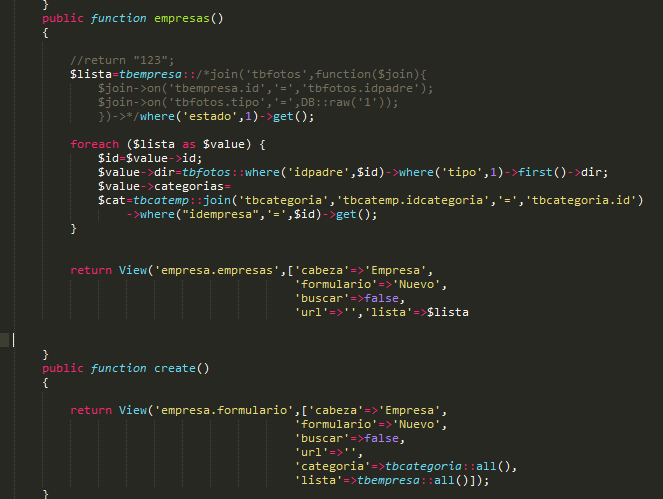 }
public function empresas()
{
//return "123";
$lista=tbempresa::/*join('tbfotos',function($join){
$join->on('tbempresa.id','=','tbfotos.idpadre');
$join->on('tbfotos.tipo','=',DB::raw('1'));
})->*/where('estado',1)->get();
foreach ($lista as $value) {
$id=$value->id;
$value->dir=tbfotos::where('idpadre',$id)->where('tipo',1)->first()->dir;
$value->categorias=
$cat=tbcatemp::join('tbcategoria','tbcatemp.idcategoria','=','tbcategoria.id')
->where("idempresa",'=',$id)->get();
}
return View('empresa.empresas',['cabeza'=>'Empresa',
'formulario'=>'Nuevo',
'buscar'=>false,
'url'=>'','lista'=>$lista
}
public function create()
{
return View('empresa.formulario',['cabeza'=>'Empresa',
'formulario'=>'Nuevo',
'buscar'=>false,
'url'=>'',
'categoria'=>tbcategoria::all(),
'lista'=>tbempresa::all()]);
}